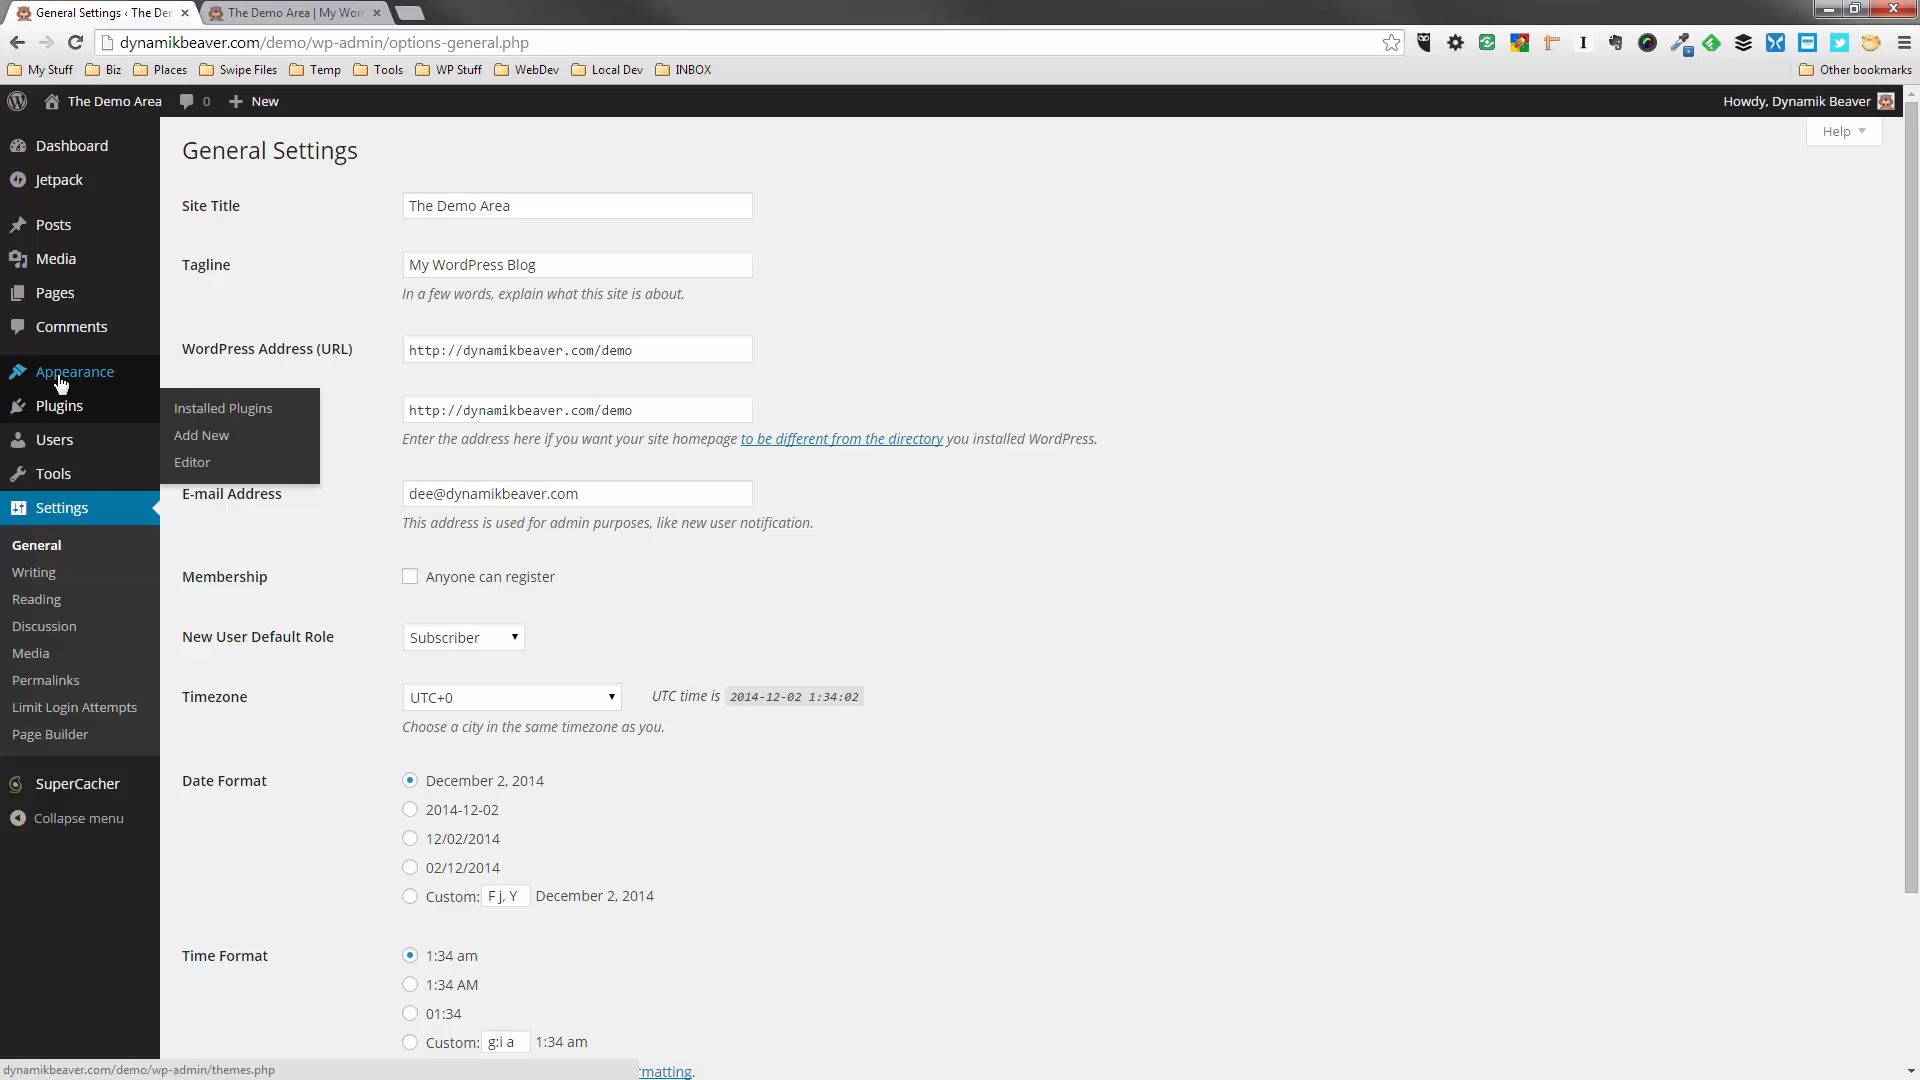 General Settings ‹ The Der
The Demo Area | My Wor
dynamikbeaver.com/demo/wp-admin/options-general.php
My Stuff Biz Places Swipe Files Temp Tools WP Stuff WebDev Local Dev INBOX Other bookmarks
The Demo Area 0 + New Howdy, Dynamik Beaver
Help
Dashboard
Jetpack
Posts
Media
Pages
Comments
Appearance
Plugins
Users
Tools
Settings
General
Writing
Reading
Discussion
Media
Permalinks
Limit Login Attempts
Page Builder
SuperCacher
Collapse menu
Installed Plugins
Add New
Editor
General Settings
Site Title The Demo Area
Tagline My WordPress Blog
In a few words, explain what this site is about.
WordPress Address (URL) http://dynamikbeaver.com/demo
http://dynamikbeaver.com/demo
Enter the address here if you want your site homepage to be different from the directory you installed WordPress.
E-mail Address dee@dynamikbeaver.com
This address is used for admin purposes, like new user notification.
Membership Anyone can register
New User Default Role Subscriber
Timezone UTC+0 UTC time is 2014-12-02 1:34:02
Choose a city in the same timezone as you.
Date Format December 2, 2014
2014-12-02
12/02/2014
02/12/2014
Custom: F j, Y December 2, 2014
Time Format 1:34 am
1:34 AM
01:34
Custom: g:i a 1:34 am
matting.
dynamikbeaver.com/demo/wp-admin/themes.php